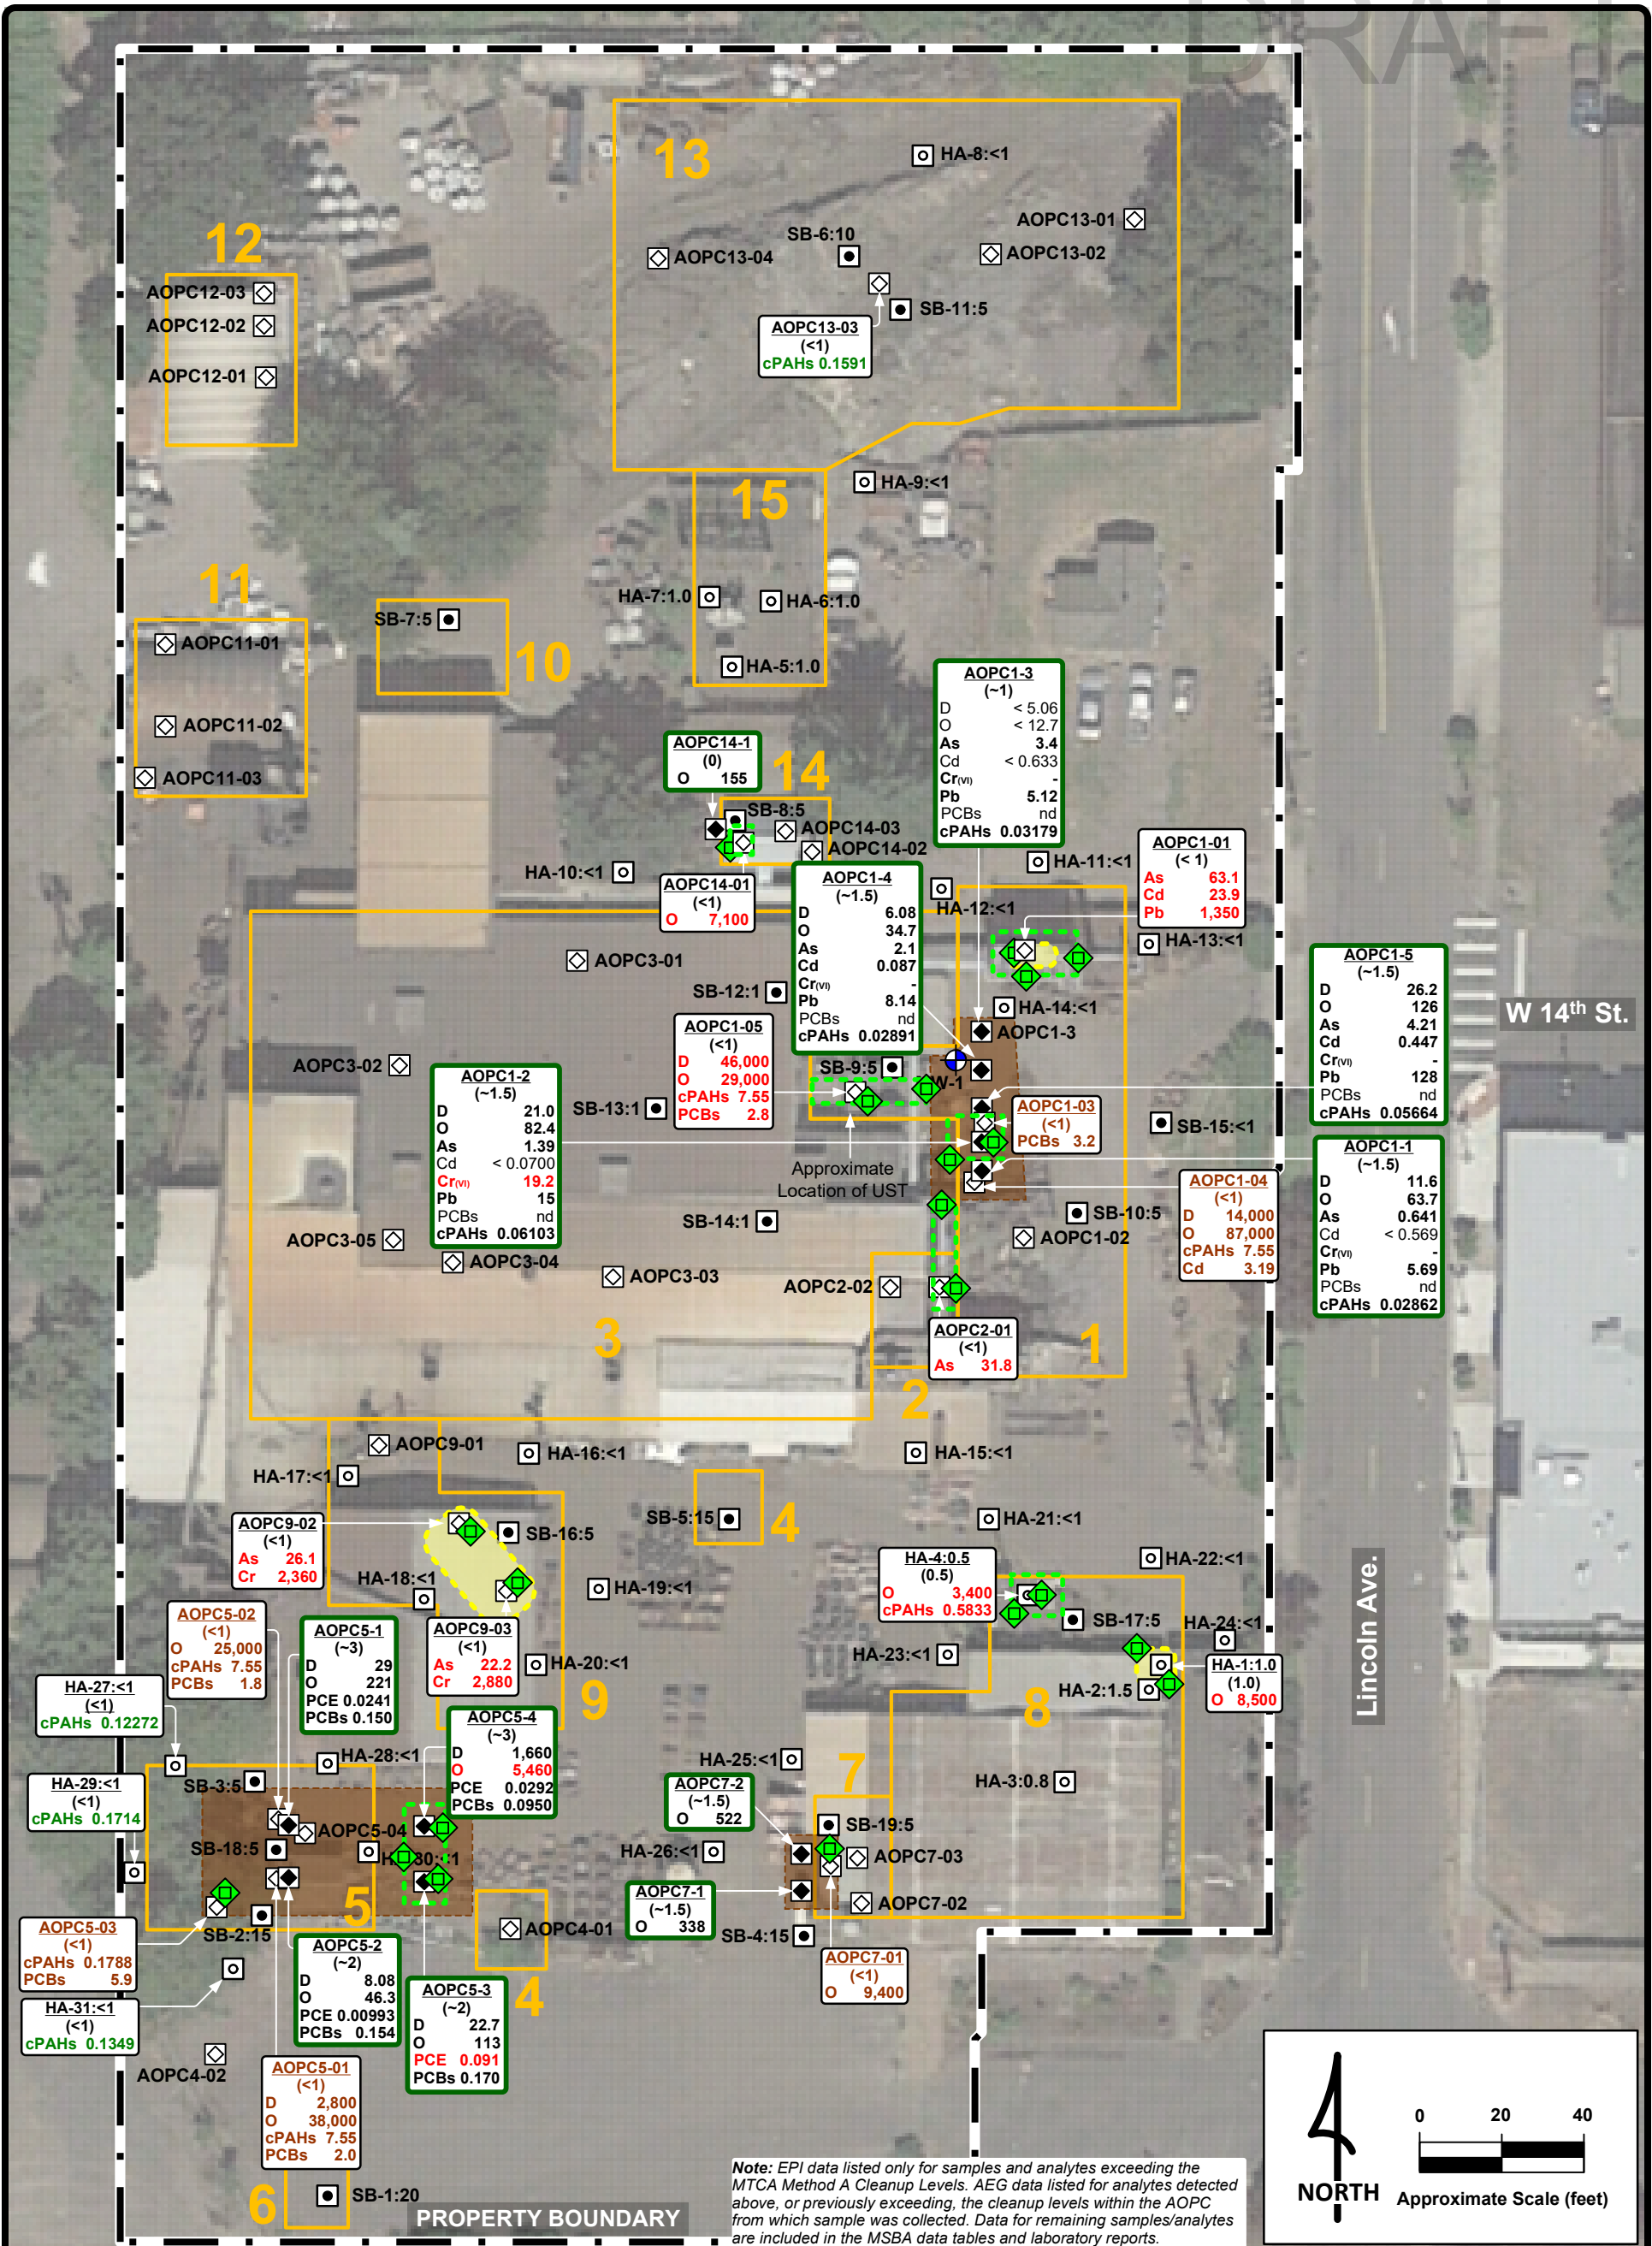 DRAFT
13
HA-8:<1
AOPC13-01
SB-6:10
AOPC13-02
AOPC13-04
12
AOPC12-03
AOPC12-02
AOPC12-01
SB-11:5
AOPC13-03
(<1)
cPAHs 0.1591
15
HA-9:<1
HA-7:1.0
HA-6:1.0
HA-5:1.0
11
AOPC11-01
AOPC11-02
AOPC11-03
SB-7:5
10
AOPC1-3
(~1)
D < 5.06
O < 12.7
As 3.4
Cd < 0.633
Cr(VI) -
Pb 5.12
PCBs nd
cPAHs 0.03179
AOPC14-1
(0)
O 155
14
SB-8:5
AOPC14-03
AOPC14-02
HA-10:<1
AOPC14-01
(<1)
O 7,100
AOPC1-4
(~1.5)
D 6.08
O 34.7
As 2.1
Cd 0.087
Cr(VI) -
Pb 8.14
PCBs nd
cPAHs 0.02891
HA-11:<1
HA-12:<1
AOPC1-01
(< 1)
As 63.1
Cd 23.9
Pb 1,350
HA-13:<1
HA-14:<1
AOPC1-3
AOPC3-01
SB-12:1
AOPC1-5
(~1.5)
D 26.2
O 126
As 4.21
Cd 0.447
Cr(VI) -
Pb 128
PCBs nd
cPAHs 0.05664
W 14th St.
AOPC1-05
(<1)
D 46,000
O 29,000
cPAHs 7.55
PCBs 2.8
SB-9:5
W-1
AOPC3-02
AOPC1-2
(~1.5)
D 21.0
O 82.4
As 1.39
Cd < 0.0700
Cr(VI) 19.2
Pb 15
PCBs nd
cPAHs 0.06103
SB-13:1
AOPC1-03
(<1)
PCBs 3.2
SB-15:<1
Approximate
Location of UST
AOPC1-1
(~1.5)
D 11.6
O 63.7
As 0.641
Cd < 0.569
Cr(VI) -
Pb 5.69
PCBs nd
cPAHs 0.02862
AOPC1-04
(<1)
D 14,000
O 87,000
cPAHs 7.55
Cd 3.19
SB-14:1
SB-10:5
AOPC1-02
AOPC3-05
AOPC3-04
AOPC3-03
AOPC2-02
AOPC2-01
(<1)
As 31.8
3
1
2
AOPC9-01
HA-16:<1
HA-15:<1
HA-17:<1
AOPC9-02
(<1)
As 26.1
Cr 2,360
SB-16:5
SB-5:15
4
HA-21:<1
HA-22:<1
HA-18:<1
HA-19:<1
HA-4:0.5
(0.5)
O 3,400
cPAHs 0.5833
SB-17:5
HA-24:<1
AOPC5-02
(<1)
O 25,000
cPAHs 7.55
PCBs 1.8
AOPC5-1
(~3)
D 29
O 221
PCE 0.0241
PCBs 0.150
AOPC9-03
(<1)
As 22.2
Cr 2,880
HA-20:<1
9
HA-23:<1
HA-1:1.0
(1.0)
O 8,500
HA-2:1.5
8
Lincoln Ave.
HA-27:<1
(<1)
cPAHs 0.12272
AOPC5-4
(~3)
D 1,660
O 5,460
PCE 0.0292
PCBs 0.0950
HA-28:<1
SB-3:5
HA-29:<1
(<1)
cPAHs 0.1714
HA-25:<1
7
AOPC7-2
(~1.5)
O 522
HA-3:0.8
SB-19:5
AOPC5-04
SB-18:5
HA-30:<1
HA-26:<1
AOPC7-03
AOPC7-1
(~1.5)
O 338
AOPC7-02
5
SB-2:15
AOPC4-01
SB-4:15
AOPC5-03
(<1)
cPAHs 0.1788
PCBs 5.9
AOPC5-2
(~2)
D 8.08
O 46.3
PCE 0.00993
PCBs 0.154
AOPC5-3
(~2)
D 22.7
O 113
PCE 0.091
PCBs 0.170
4
AOPC7-01
(<1)
O 9,400
HA-31:<1
(<1)
cPAHs 0.1349
AOPC4-02
AOPC5-01
(<1)
D 2,800
O 38,000
cPAHs 7.55
PCBs 2.0
6
SB-1:20
PROPERTY BOUNDARY
Note: EPI data listed only for samples and analytes exceeding the
MTCA Method A Cleanup Levels. AEG data listed for analytes detected
above, or previously exceeding, the cleanup levels within the AOPC
from which sample was collected. Data for remaining samples/analytes
are included in the MSBA data tables and laboratory reports.
0 20 40
NORTH
Approximate Scale (feet)